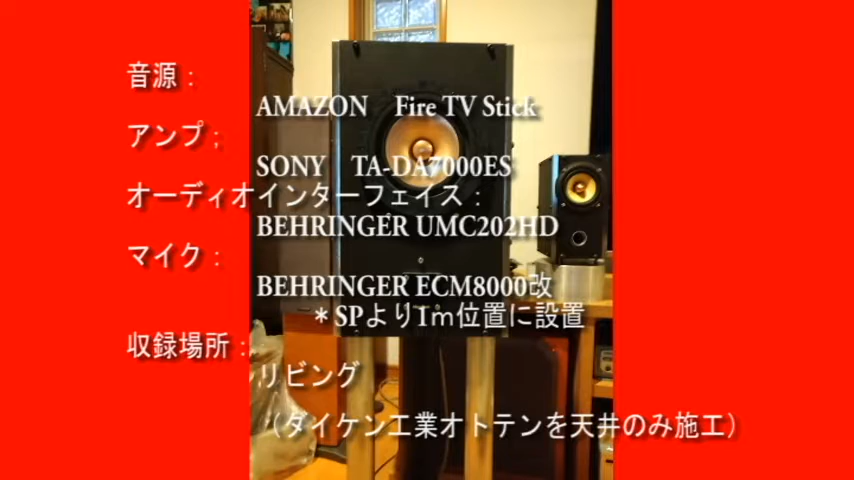 音源：
AMAZON　Fire TV Stick
アンプ；
SONY　TA-DA7000ES
オーディオインターフェイス：
BEHRINGER UMC202HD
マイク：
BEHRINGER ECM8000改
＊SPより1m位置に設置
収録場所：
リビング
（ダイケン工業オトテンを天井のみ施工）